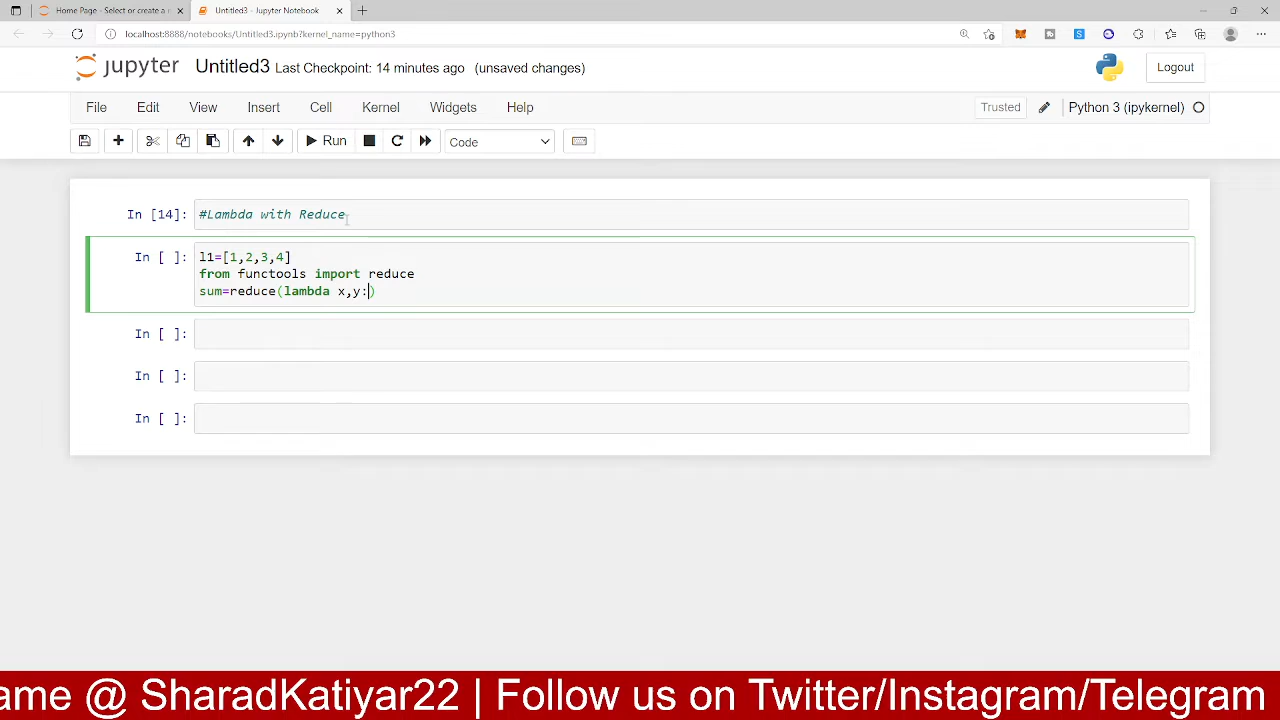 Home Page - Select or create a n
Untitled3 - Jupyter Notebook
localhost:8888/notebooks/Untitled3.ipynb?kernel_name=python3
jupyter Untitled3 Last Checkpoint: 14 minutes ago (unsaved changes)
Logout
File Edit View Insert Cell Kernel Widgets Help
Trusted
Python 3 (ipykernel)
Run
Code
In [14]: #Lambda with Reduce
In [ ]: l1=[1,2,3,4]
from functools import reduce
sum=reduce(lambda x,y:)
In [ ]:
In [ ]:
In [ ]:
ame @ SharadKatiyar22 | Follow us on Twitter/Instagram/Telegram